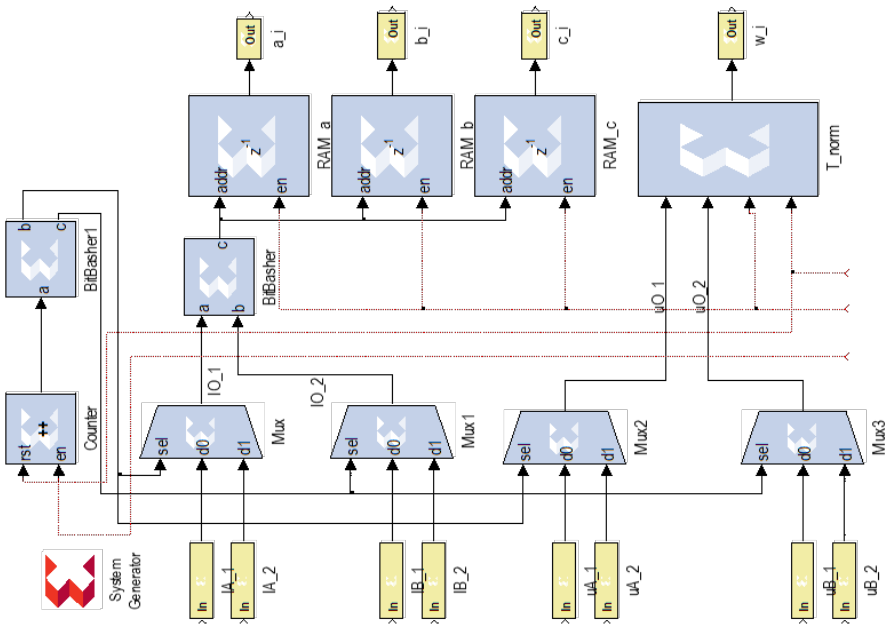 Out
a_i
Out
b_i
Out
c_i
Out
w_i
addr
en
z⁻¹
RAM_a
addr
en
z⁻¹
RAM_b
addr
en
z⁻¹
RAM_c
T_norm
a
b
c
BitBasher1
a
b
c
BitBasher
uO_1
uO_2
IO_1
IO_2
rst
en
++
Counter
sel
d0
d1
Mux
sel
d0
d1
Mux1
sel
d0
d1
Mux2
sel
d0
d1
Mux3
System
Generator
In
IA_1
In
IA_2
In
IB_1
In
IB_2
In
uA_1
In
uA_2
In
uB_1
In
uB_2